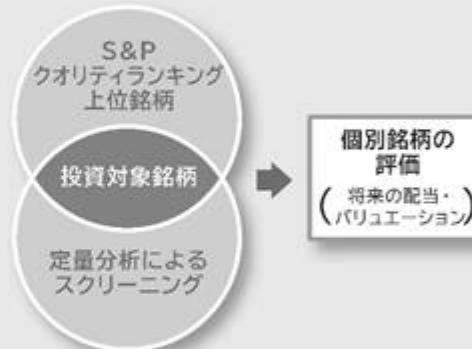 S&P
クオリティランキング
上位銘柄
投資対象銘柄
定量分析による
スクリーニング
個別銘柄の
評価
(将来の配当・
バリュエーション)